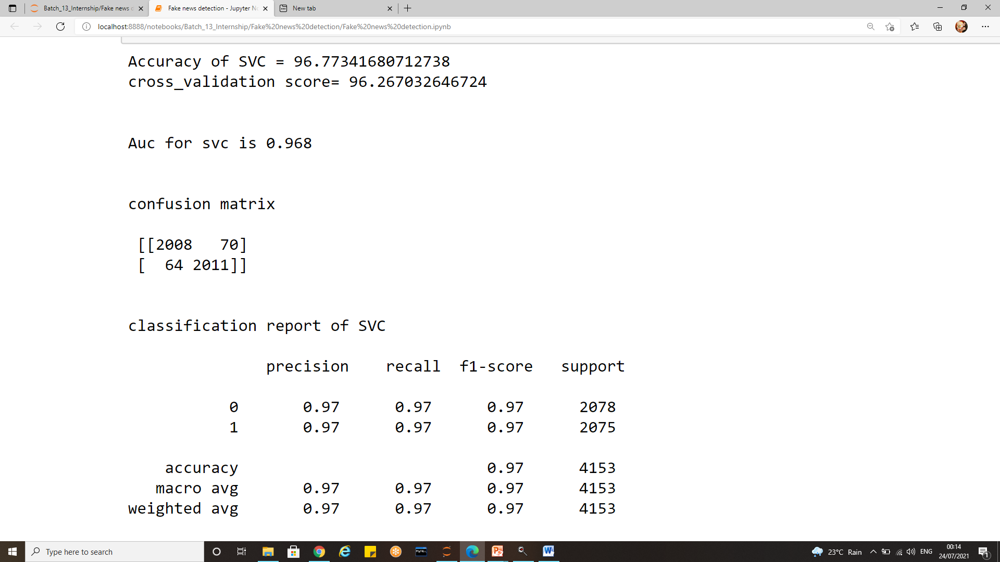 Batch_13_Internship/Fake news d
Fake news detection - Jupyter N
New tab
localhost:8888/notebooks/Batch_13_Internship/Fake%20news%20detection/Fake%20news%20detection.ipynb
Accuracy of SVC = 96.77341680712738
cross_validation score= 96.267032646724
Auc for svc is 0.968
confusion matrix
[[2008   70]
[  64 2011]]
classification report of SVC
precision recall f1-score support
0 0.97 0.97 0.97 2078
1 0.97 0.97 0.97 2075
accuracy 0.97 4153
macro avg 0.97 0.97 0.97 4153
weighted avg 0.97 0.97 0.97 4153
Type here to search
MySQL
23°C Rain
ENG
00:14
24/07/2021
1